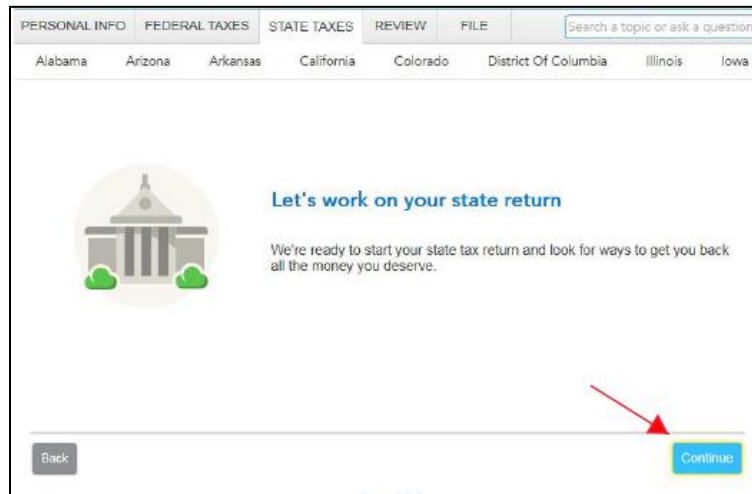 PERSONAL INFO FEDERAL TAXES STATE TAXES REVIEW FILE Search a topic or ask a question
Alabama Arizona Arkansas California Colorado District Of Columbia Illinois Iowa
Let's work on your state return
We're ready to start your state tax return and look for ways to get you back
all the money you deserve.
Back Continue